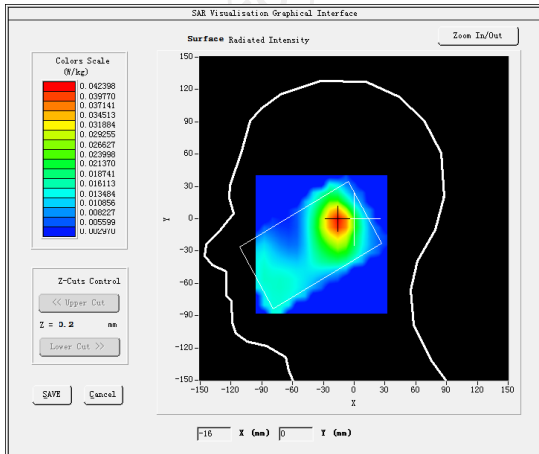 SAR Visualisation Graphical Interface
Surface Radiated Intensity
Zoom In/Out
Colors Scale
(W/kg)
0.042398
0.039770
0.037141
0.034513
0.031884
0.029255
0.026627
0.023998
0.021370
0.018741
0.016113
0.013484
0.010856
0.008227
0.005599
0.002970
Z-Cuts Control
<< Upper Cut
Z = 0.2 mm
Lower Cut >>
SAVE Cancel
150
120
90
60
30
0
-30
-60
-90
-120
-150
Y
-150 -120 -90 -60 -30 0 30 60 90 120 150
X
-16 X (mm) 0 Y (mm)